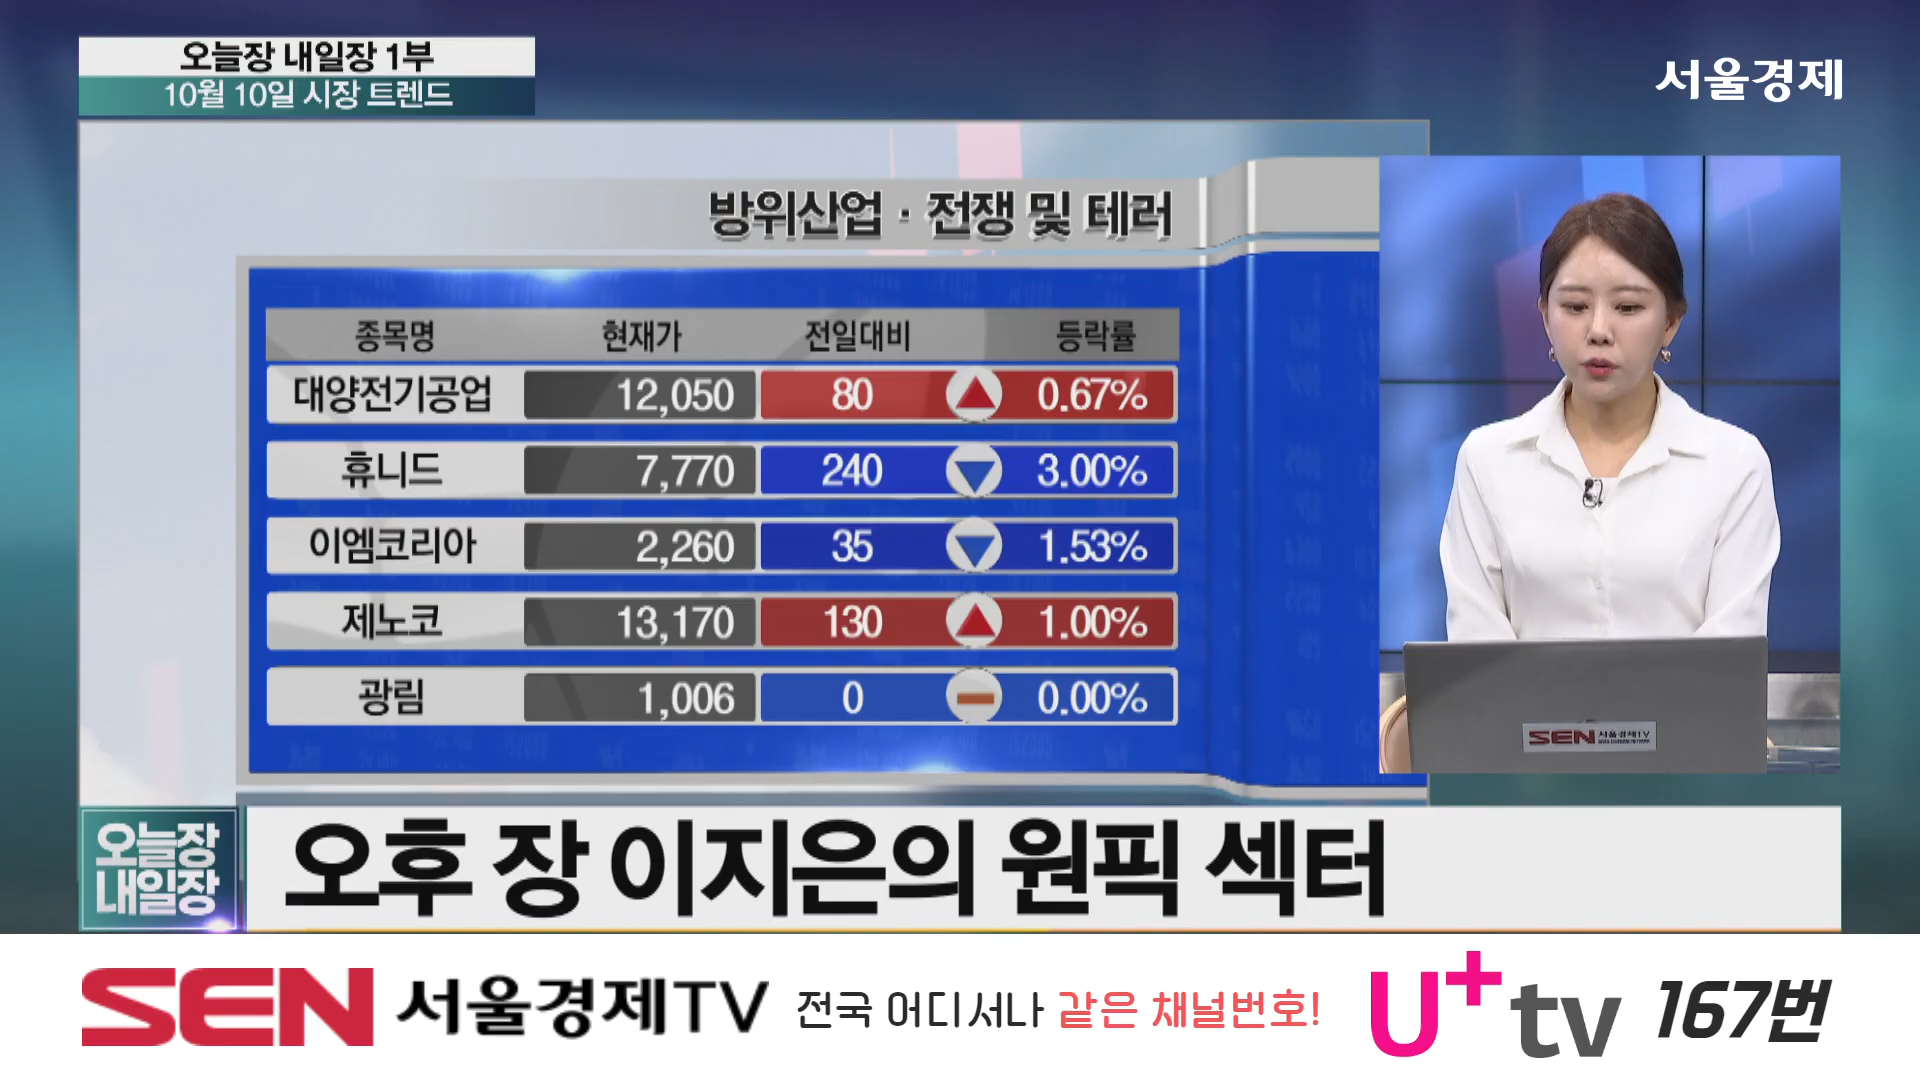 오늘장 내일장 1부
10월 10일 시장 트렌드
서울경제
방위산업 · 전쟁 및 테러
종목명 현재가 전일대비 등락률
대양전기공업 12,050 80 ▲ 0.67%
휴니드 7,770 240 ▼ 3.00%
이엠코리아 2,260 35 ▼ 1.53%
제노코 13,170 130 ▲ 1.00%
광림 1,006 0 - 0.00%
SEN 서울경제TV
오늘장
내일장
오후 장 이지은의 원픽 섹터
SEN 서울경제TV 전국 어디서나 같은 채널번호! U+tv 167번